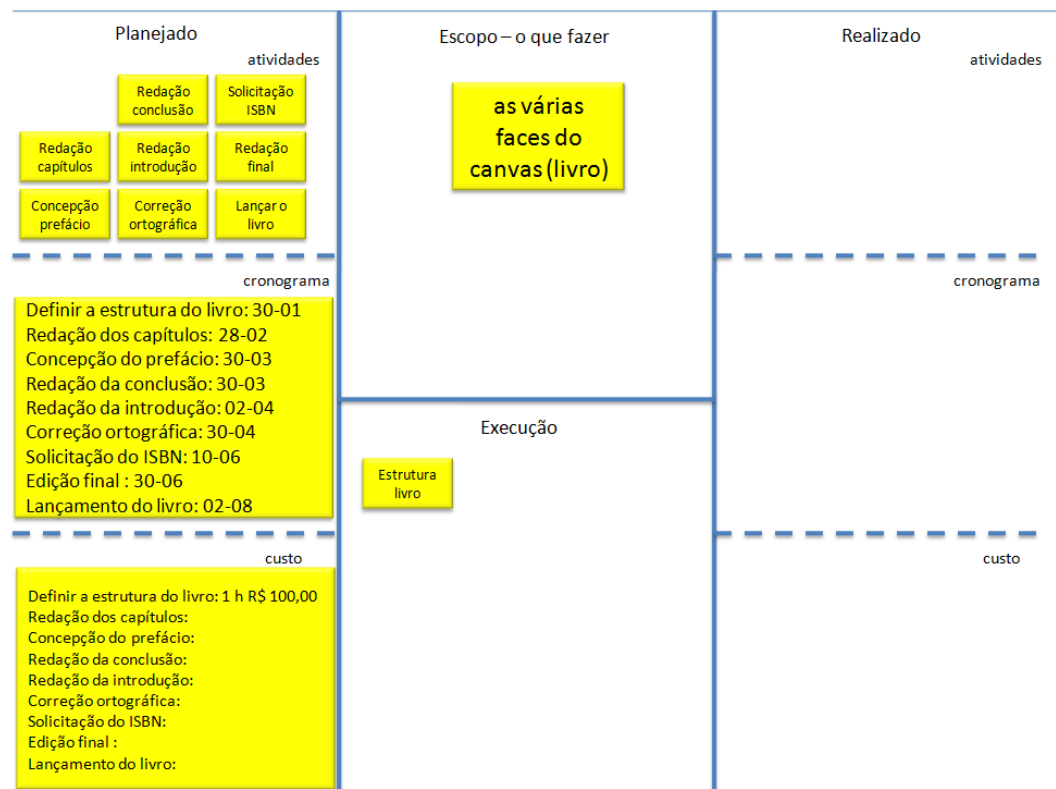 Planejado
atividades
Redação
conclusão
Solicitação
ISBN
Redação
capítulos
Redação
introdução
Redação
final
Concepção
prefácio
Correção
ortográfica
Lançar o
livro
cronograma
Definir a estrutura do livro: 30-01
Redação dos capítulos: 28-02
Concepção do prefácio: 30-03
Redação da conclusão: 30-03
Redação da introdução: 02-04
Correção ortográfica: 30-04
Solicitação do ISBN: 10-06
Edição final : 30-06
Lançamento do livro: 02-08
custo
Definir a estrutura do livro: 1 h R$ 100,00
Redação dos capítulos:
Concepção do prefácio:
Redação da conclusão:
Redação da introdução:
Correção ortográfica:
Solicitação do ISBN:
Edição final :
Lançamento do livro:
Escopo – o que fazer
as várias
faces do
canvas (livro)
Execução
Estrutura
livro
Realizado
atividades
cronograma
custo